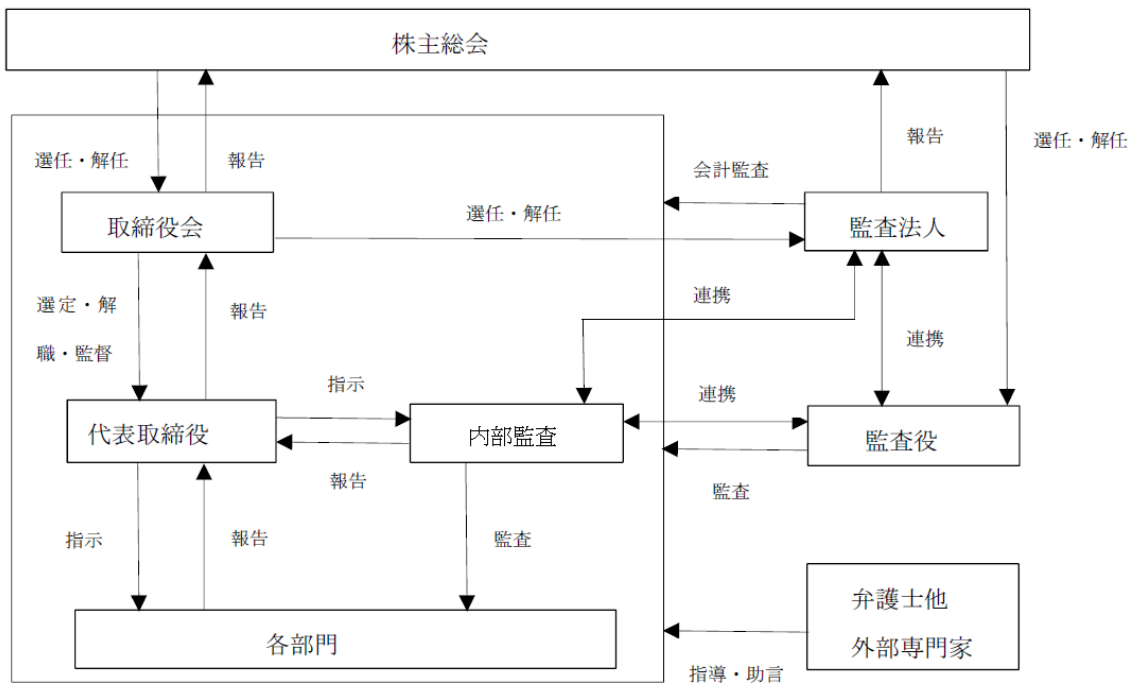 株主総会
選任・解任
報告
報告
選任・解任
会計監査
取締役会
選任・解任
監査法人
選定・解
職・監督
報告
連携
連携
指示
連携
代表取締役
内部監査
監査役
報告
監査
指示
報告
監査
弁護士他
外部専門家
各部門
指導・助言